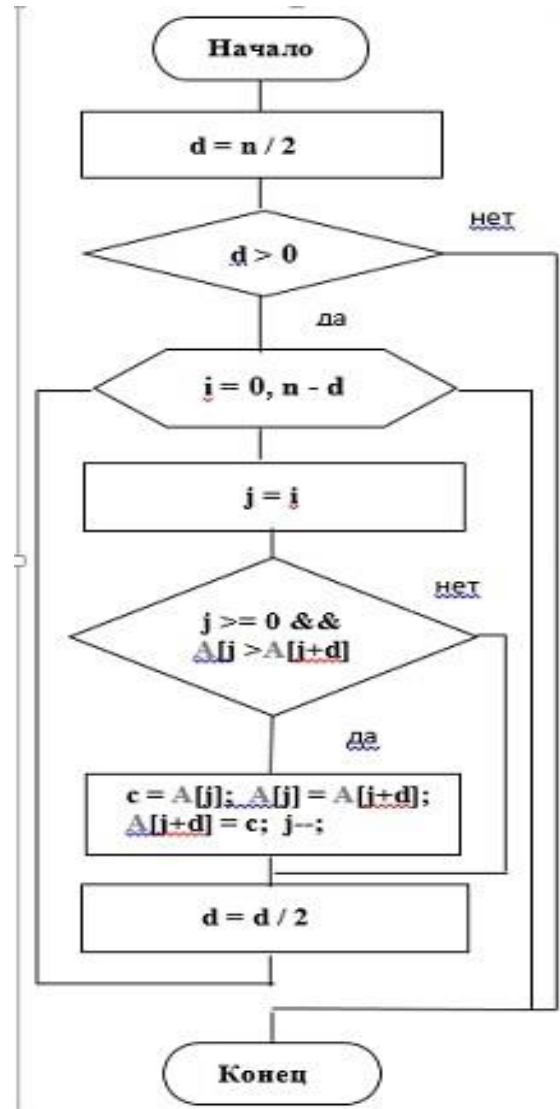 Начало
d = n / 2
нет
d > 0
да
i = 0, n - d
j = i
нет
j >= 0 &&
A[j >A[j+d]
да
c = A[j]; A[j] = A[j+d];
A[j+d] = c; j--;
d = d / 2
Конец